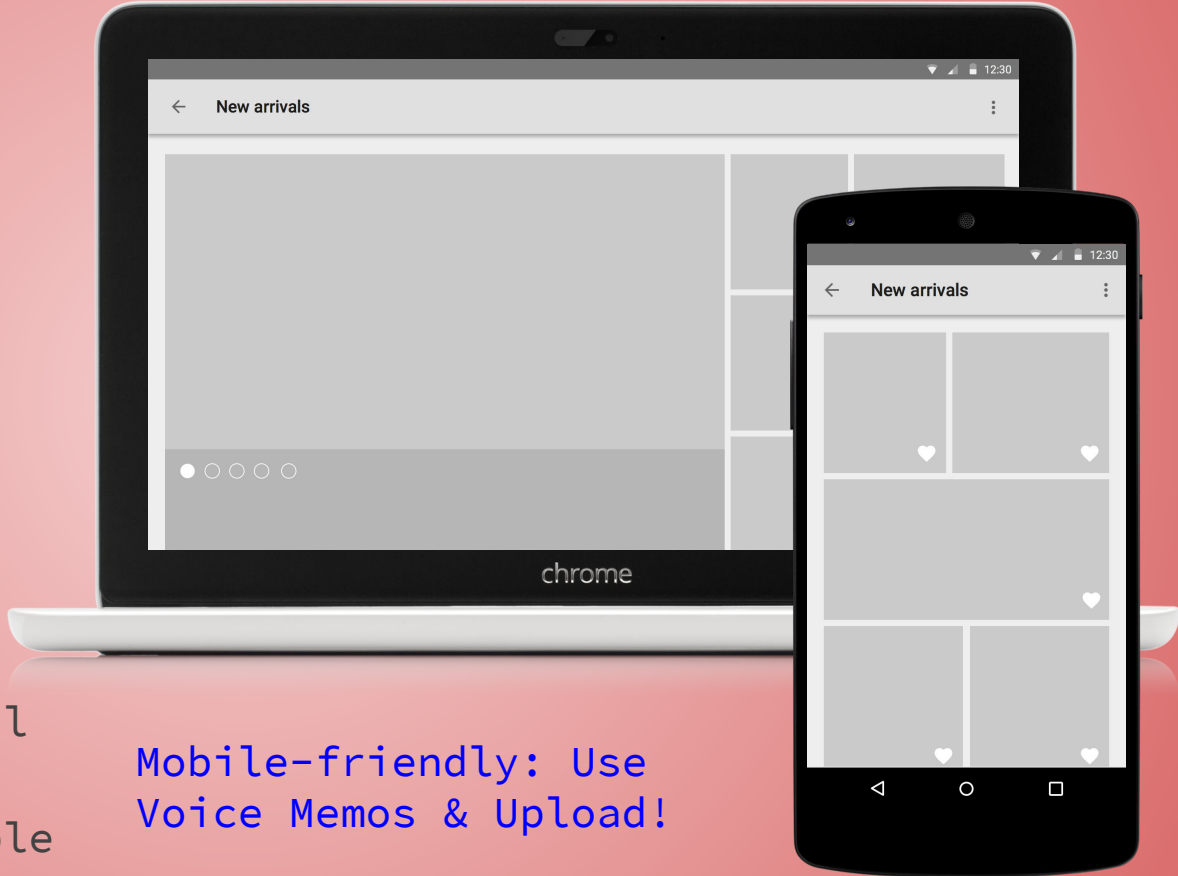 12:30
New arrivals
12:30
New arrivals
chrome
Mobile-friendly: Use
Voice Memos & Upload!